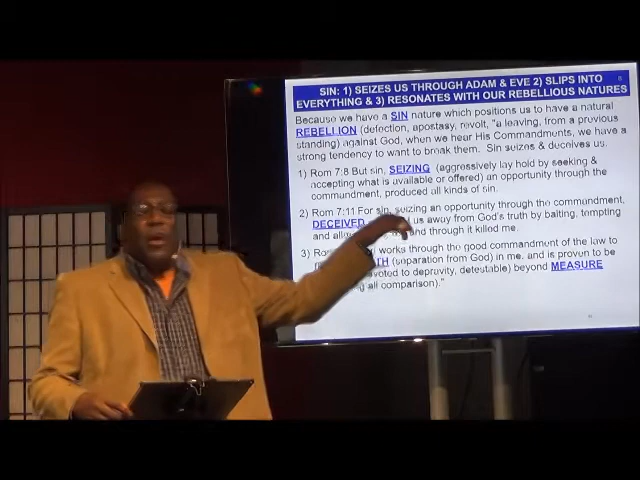 SIN: 1) SEIZES US THROUGH ADAM & EVE 2) SLIPS INTO
EVERYTHING & 3) RESONATES WITH OUR REBELLIOUS NATURES
Because we have a SIN nature which positions us to have a natural
REBELLION (defection, apostasy, revolt, "a leaving, from a previous
standing) against God, when we hear His Commandments, we have a
strong tendency to want to break them. Sin seizes & deceives us.
1) Rom 7:8 But sin, SEIZING (aggressively lay hold by seeking &
accepting what is available or offered) an opportunity through the
commandment, produced all kinds of sin.
2) Rom 7:11 For sin, seizing an opportunity through the commandment,
DECEIVED us away from God's truth by baiting, tempting
and through it killed me.
3) works through the good commandment of the law to
(separation from God) in me, and is proven to be
to depravity, detestable) beyond MEASURE
all comparison)."